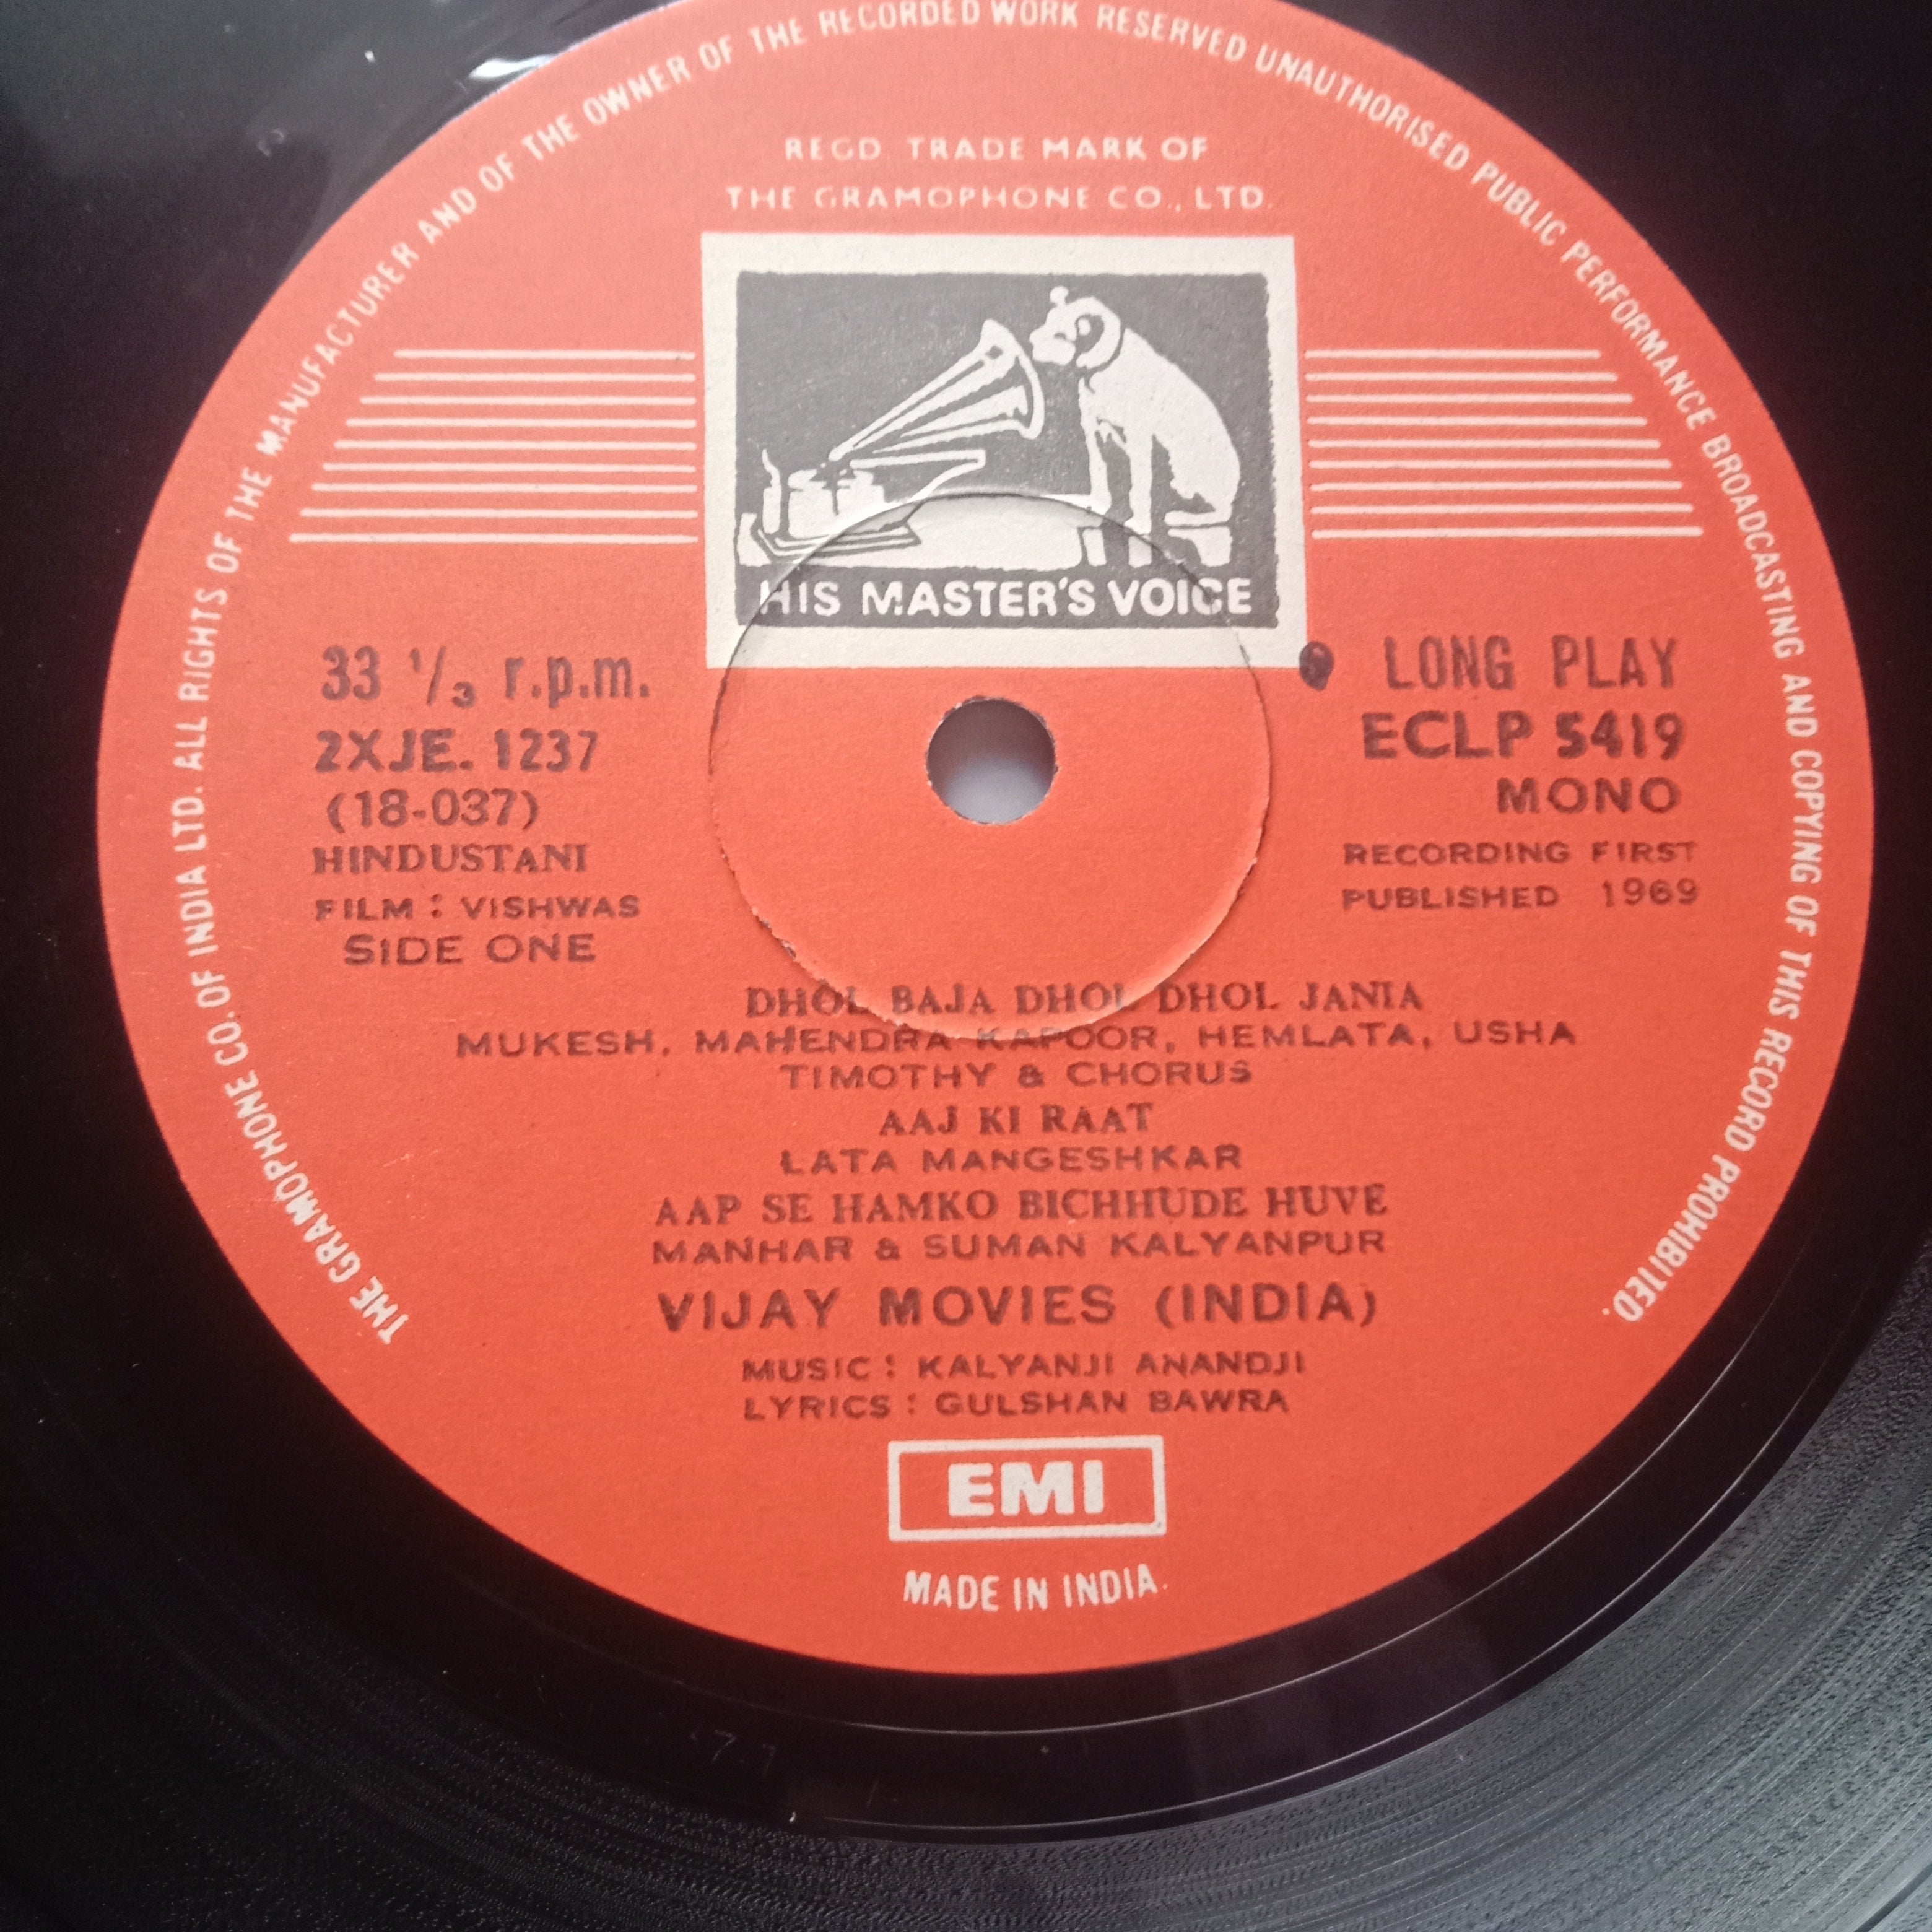 THE GRAMOPHONE CO. OF INDIA LTD. ALL RIGHTS OF THE MANUFACTURER AND OF THE OWNER OF THE RECORDED WORK RESERVED UNAUTHORISED PUBLIC PERFORMANCE BROADCASTING AND COPYING OF THIS RECORD PROHIBITED.
REGD. TRADE MARK OF
THE GRAMOPHONE CO., LTD.
HIS MASTER'S VOICE
33 1/3 r.p.m.
2XJE. 1237
(18-037)
HINDUSTANI
FILM : VISHWAS
SIDE ONE
LONG PLAY
ECLP 5419
MONO
RECORDING FIRST
PUBLISHED 1969
DHOL BAJA DHOL DHOL JANIA
MUKESH, MAHENDRA KAPOOR, HEMLATA, USHA
TIMOTHY & CHORUS
AAJ KI RAAT
LATA MANGESHKAR
AAP SE HAMKO BICHHUDE HUVE
MANHAR & SUMAN KALYANPUR
VIJAY MOVIES (INDIA)
MUSIC : KALYANJI ANANDJI
LYRICS : GULSHAN BAWRA
EMI
MADE IN INDIA.